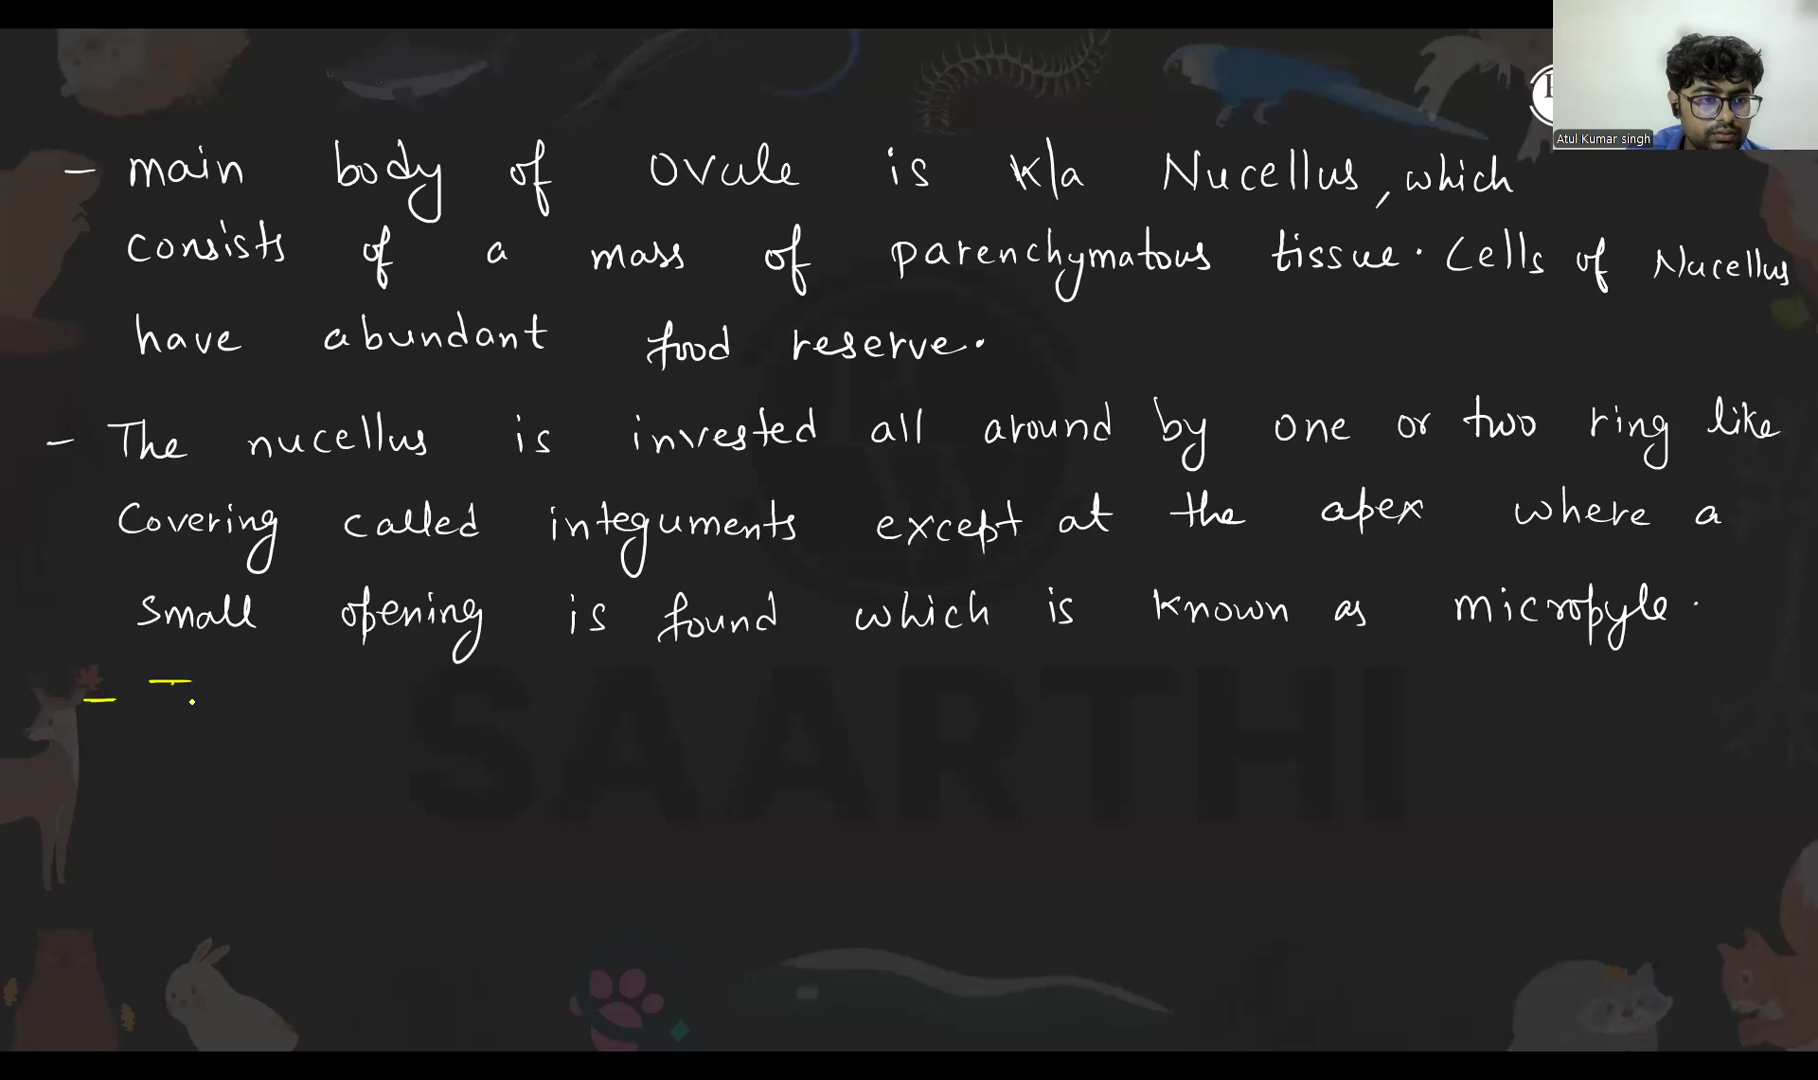 Atul Kumar singh
- main body of ovule is k/a Nucellus, which
consists of a mass of parenchymatous tissue. Cells of Nucellus
have abundant food reserve.
- The nucellus is invested all around by one or two ring like
Covering called integuments except at the apex where a
small opening is found which is known as micropyle.
-
SAARTHI